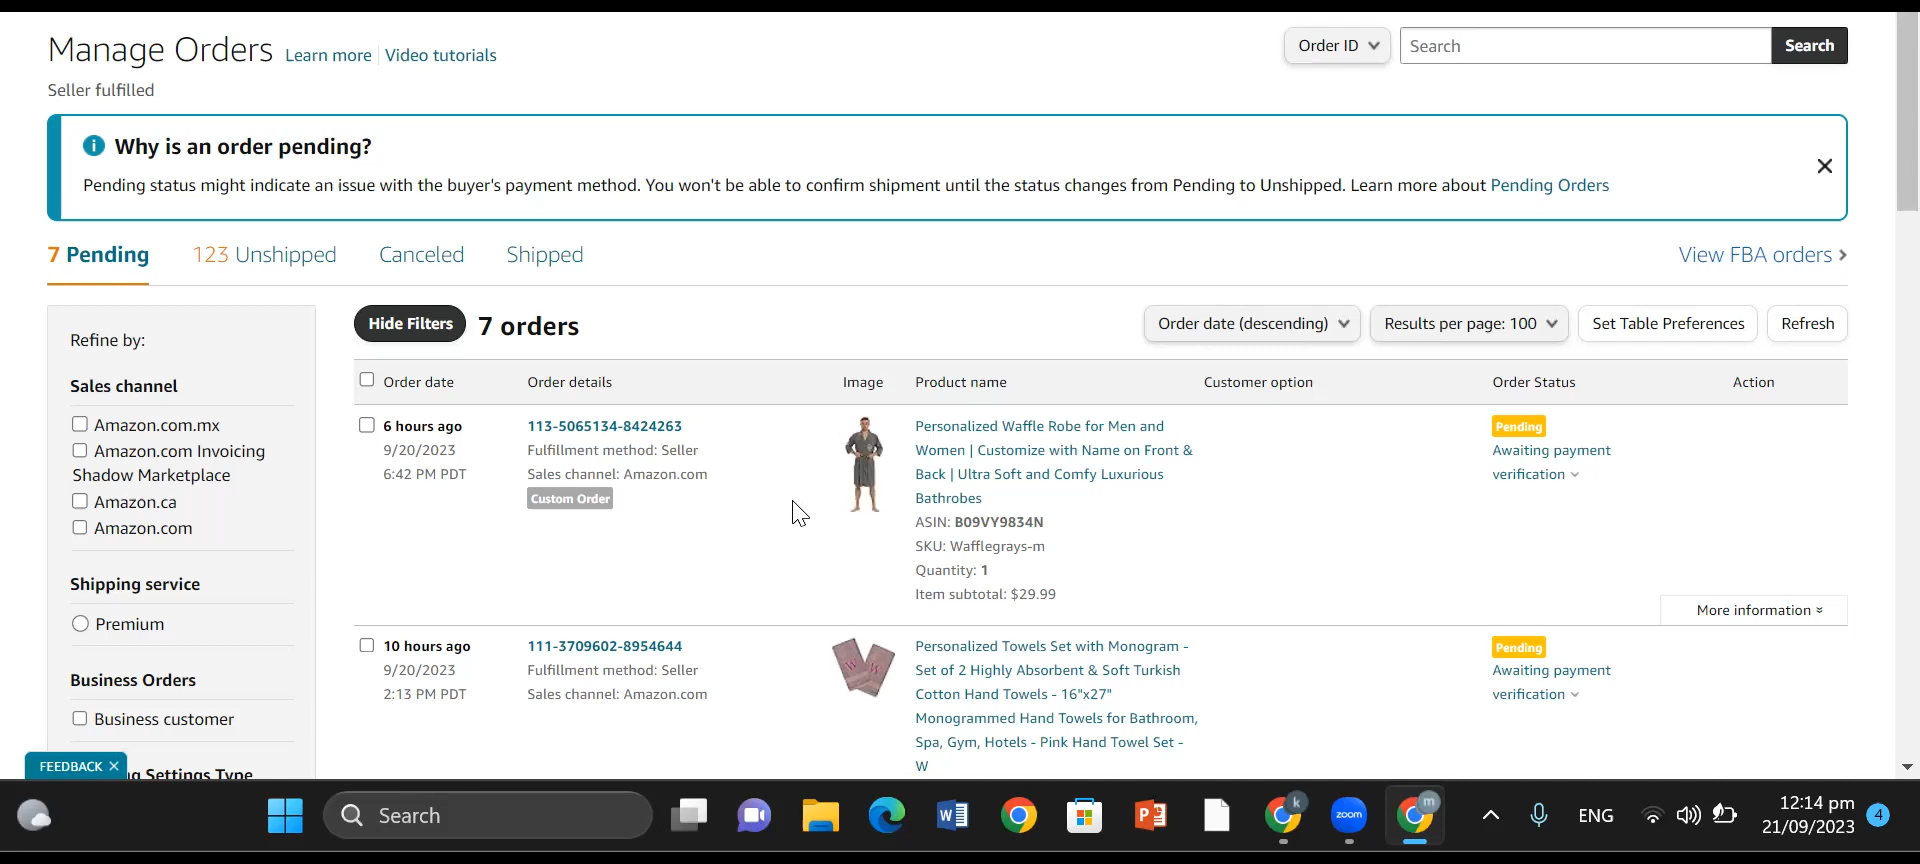 Manage Orders Learn more Video tutorials
Order ID Search Search
Seller fulfilled
Why is an order pending?
Pending status might indicate an issue with the buyer's payment method. You won't be able to confirm shipment until the status changes from Pending to Unshipped. Learn more about Pending Orders
7 Pending 123 Unshipped Canceled Shipped View FBA orders
Refine by:
Sales channel
Amazon.com.mx
Amazon.com Invoicing
Shadow Marketplace
Amazon.ca
Amazon.com
Shipping service
Premium
Business Orders
Business customer
FEEDBACK
g Settings Type
Hide Filters 7 orders Order date (descending) Results per page: 100 Set Table Preferences Refresh
Order date Order details Image Product name Customer option Order Status Action
6 hours ago
9/20/2023
6:42 PM PDT
113-5065134-8424263
Fulfillment method: Seller
Sales channel: Amazon.com
Custom Order
Personalized Waffle Robe for Men and
Women | Customize with Name on Front &
Back | Ultra Soft and Comfy Luxurious
Bathrobes
ASIN: B09VY9834N
SKU: Wafflegrays-m
Quantity: 1
Item subtotal: $29.99
Pending
Awaiting payment
verification
More information
10 hours ago
9/20/2023
2:13 PM PDT
111-3709602-8954644
Fulfillment method: Seller
Sales channel: Amazon.com
W W
Personalized Towels Set with Monogram -
Set of 2 Highly Absorbent & Soft Turkish
Cotton Hand Towels - 16"x27"
Monogrammed Hand Towels for Bathroom,
Spa, Gym, Hotels - Pink Hand Towel Set -
W
Pending
Awaiting payment
verification
Search
W
P
k
zoom
m
ENG
12:14 pm
21/09/2023
4